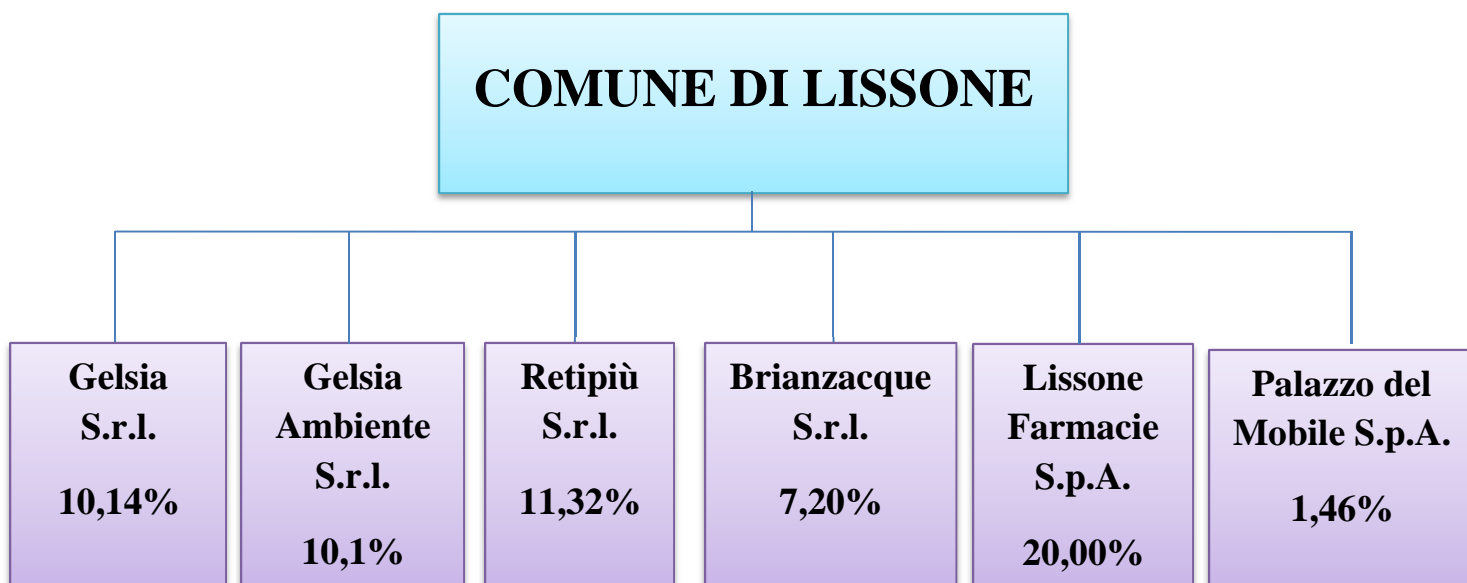 COMUNE DI LISSONE
Gelsia
S.r.l.
10,14%
Gelsia
Ambiente
S.r.l.
10,1%
Retipiù
S.r.l.
11,32%
Brianzacque
S.r.l.
7,20%
Lissone
Farmacie
S.p.A.
20,00%
Palazzo del
Mobile S.p.A.
1,46%